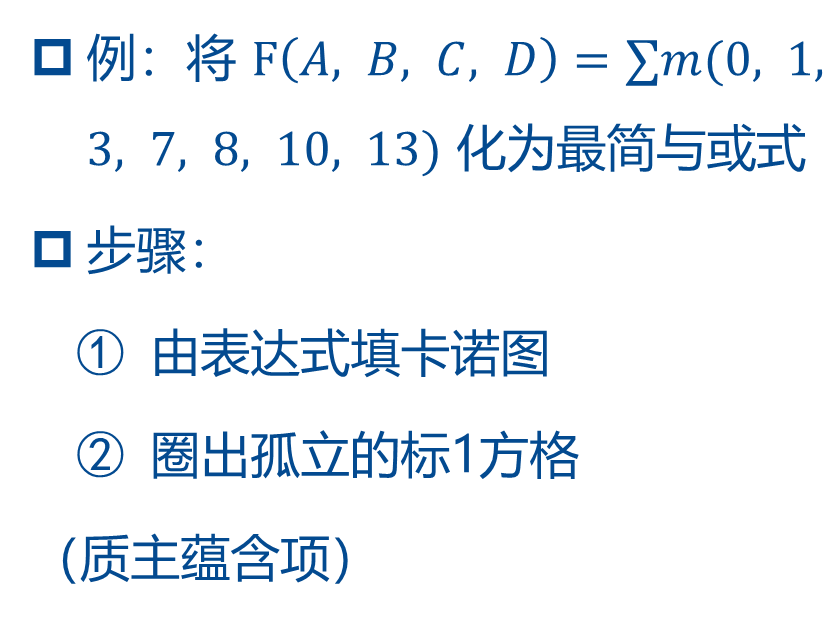 例：将 F(A, B, C, D) = ∑m(0, 1,
3, 7, 8, 10, 13) 化为最简与或式
步骤：
① 由表达式填卡诺图
② 圈出孤立的标1方格
(质主蕴含项)